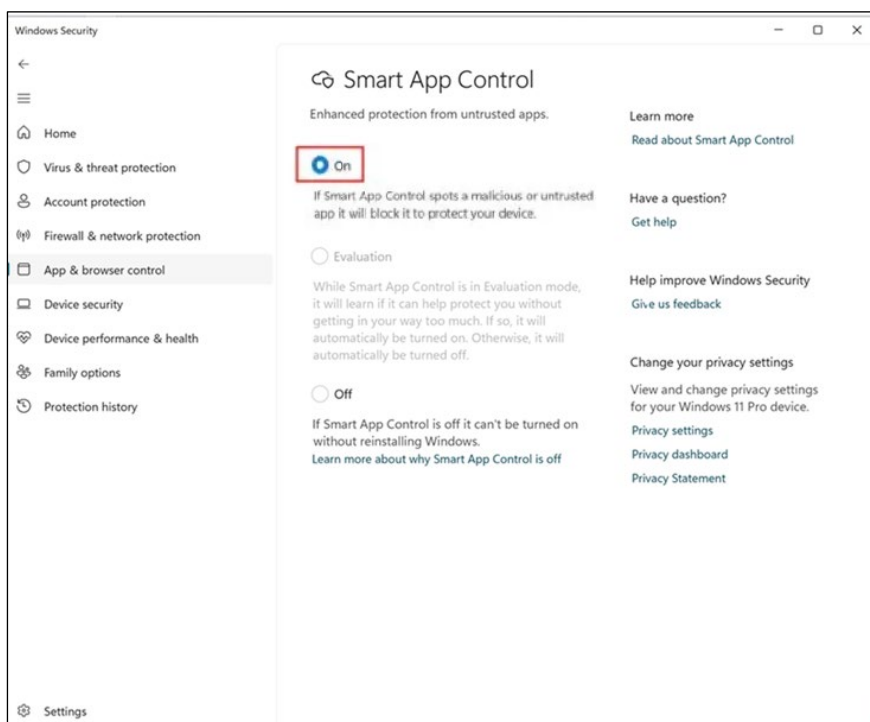 Windows Security
Home
Virus & threat protection
Account protection
Firewall & network protection
App & browser control
Device security
Device performance & health
Family options
Protection history
Settings
Smart App Control
Enhanced protection from untrusted apps.
On
If Smart App Control spots a malicious or untrusted
app it will block it to protect your device.
Evaluation
While Smart App Control is in Evaluation mode,
it will learn if it can help protect you without
getting in your way too much. If so, it will
automatically be turned on. Otherwise, it will
automatically be turned off.
Off
If Smart App Control is off it can't be turned on
without reinstalling Windows.
Learn more about why Smart App Control is off
Learn more
Read about Smart App Control
Have a question?
Get help
Help improve Windows Security
Give us feedback
Change your privacy settings
View and change privacy settings
for your Windows 11 Pro device.
Privacy settings
Privacy dashboard
Privacy Statement